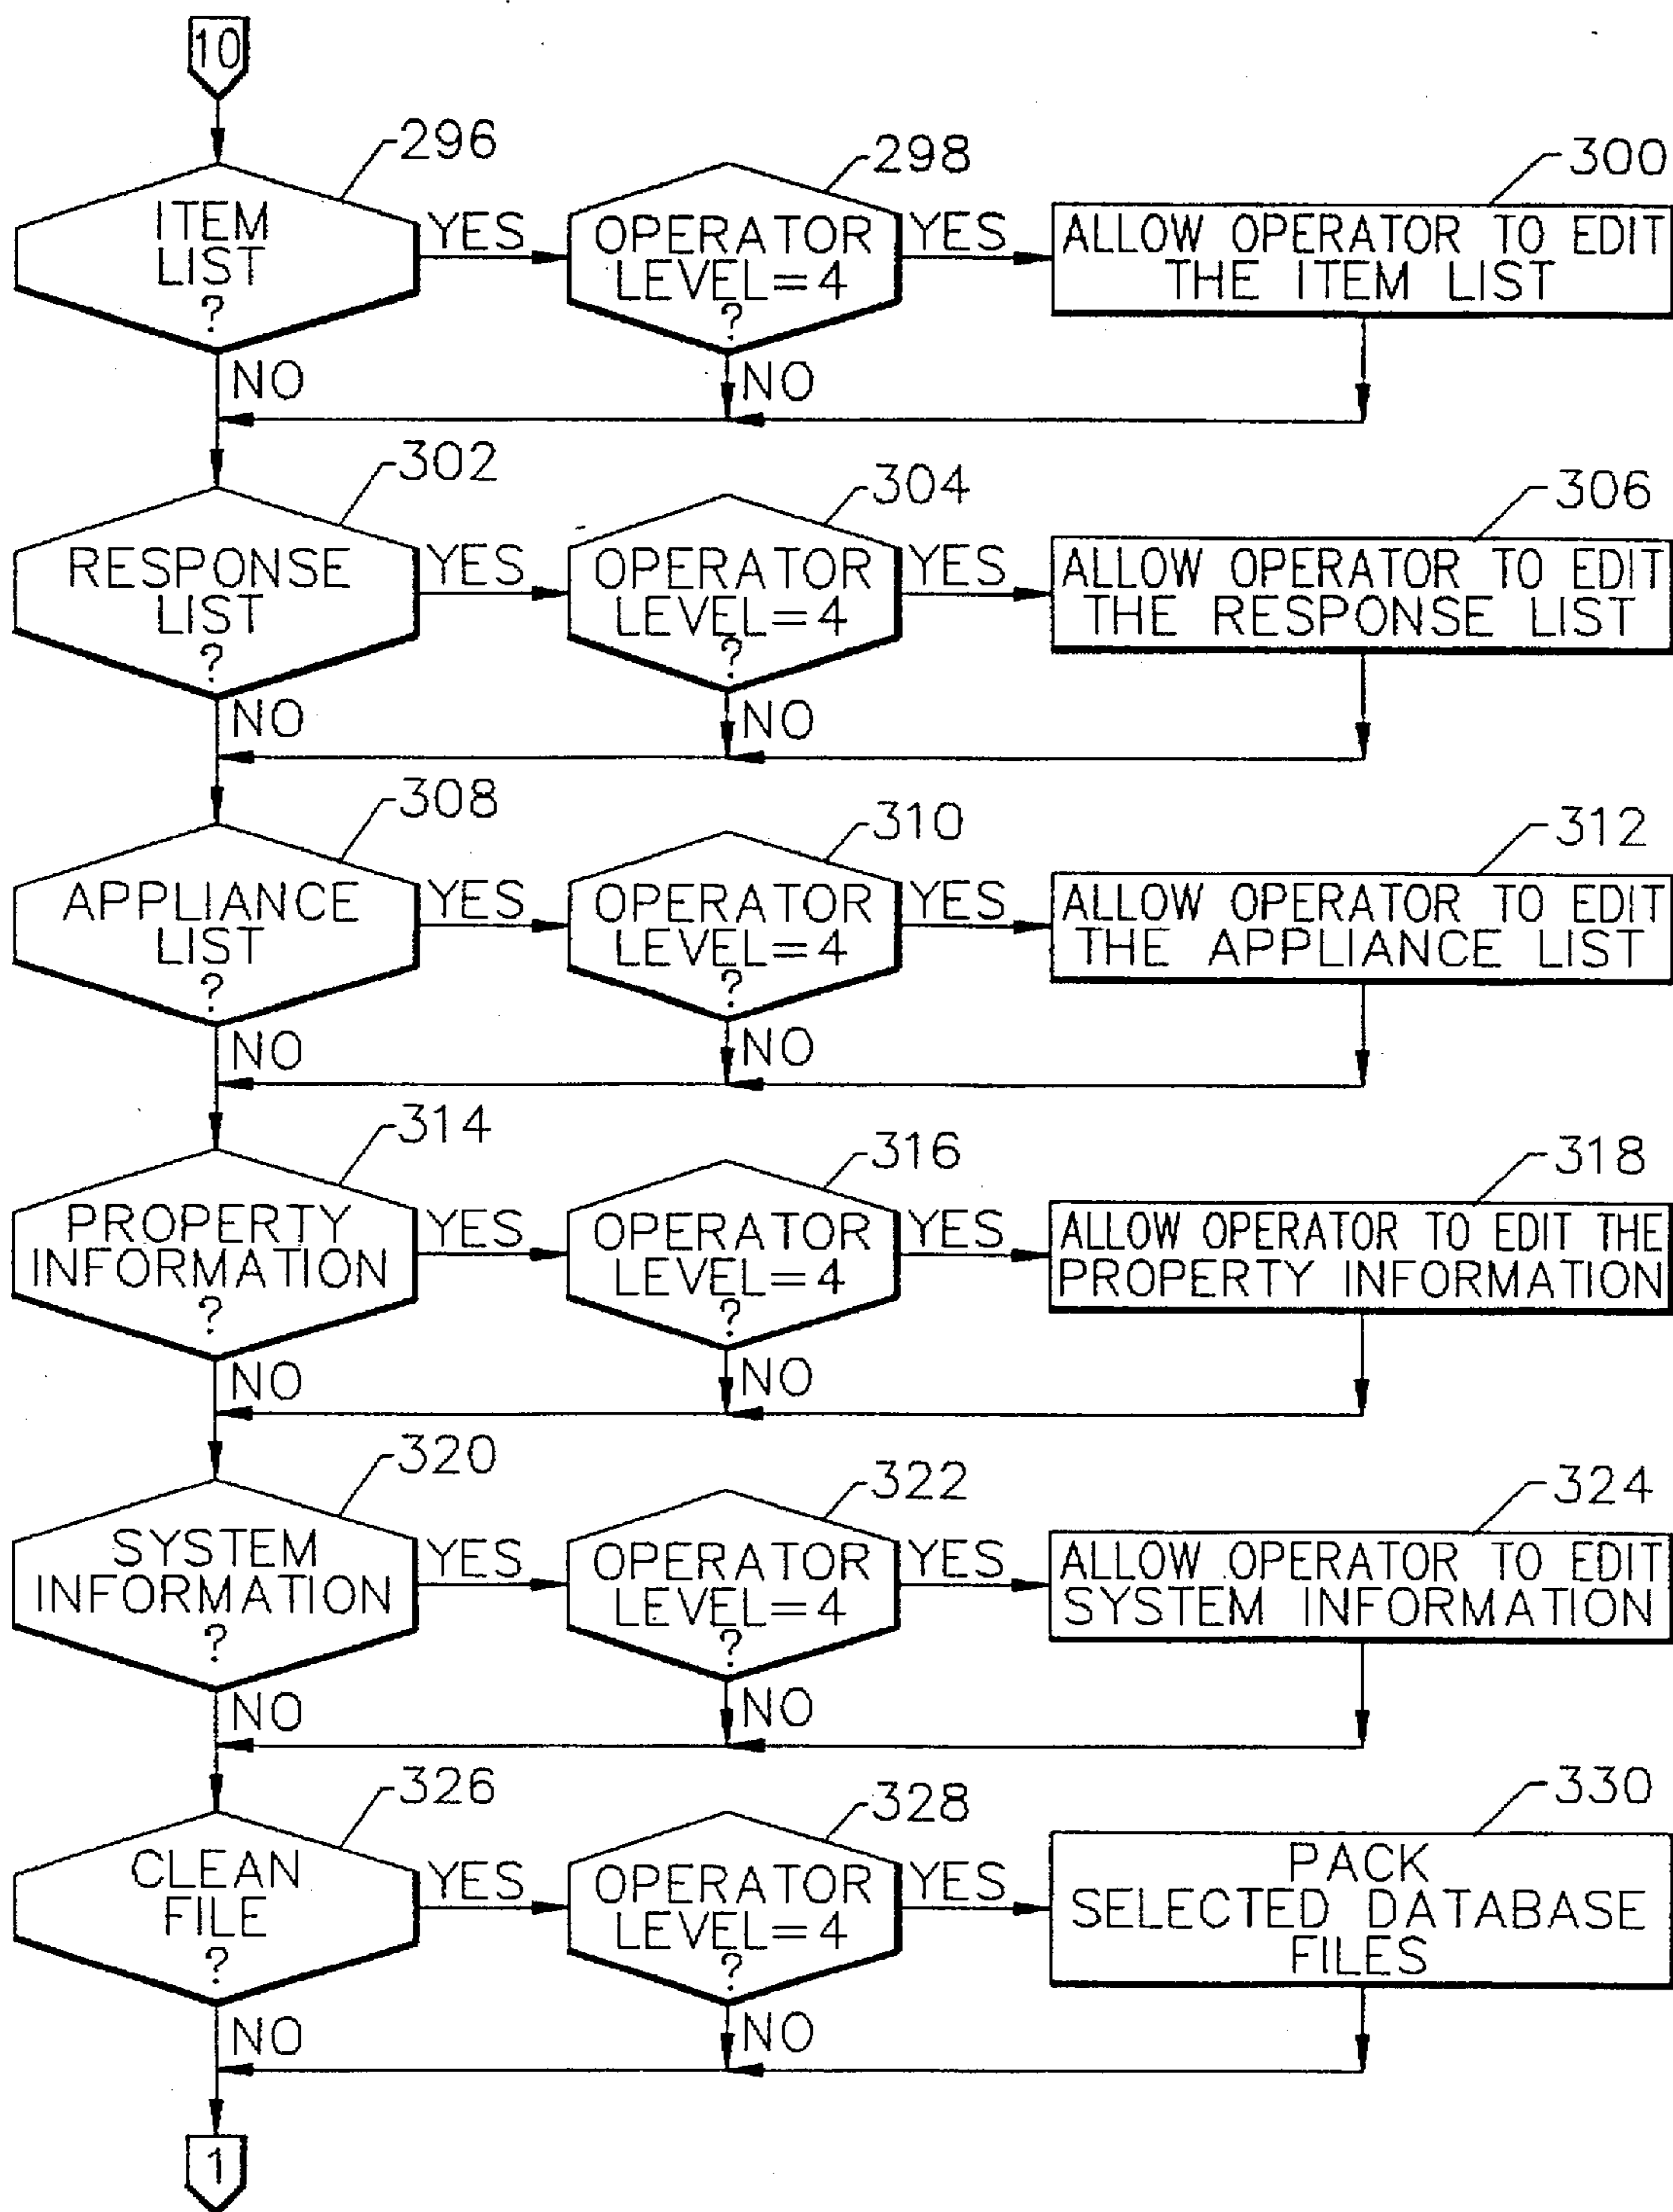 10
296
298
300
ITEM
LIST
?
YES
OPERATOR
LEVEL=4
?
YES
ALLOW OPERATOR TO EDIT
THE ITEM LIST
NO
NO
302
304
306
RESPONSE
LIST
?
YES
OPERATOR
LEVEL=4
?
YES
ALLOW OPERATOR TO EDIT
THE RESPONSE LIST
NO
NO
308
310
312
APPLIANCE
LIST
?
YES
OPERATOR
LEVEL=4
?
YES
ALLOW OPERATOR TO EDIT
THE APPLIANCE LIST
NO
NO
314
316
318
PROPERTY
INFORMATION
?
YES
OPERATOR
LEVEL=4
?
YES
ALLOW OPERATOR TO EDIT THE
PROPERTY INFORMATION
NO
NO
320
322
324
SYSTEM
INFORMATION
?
YES
OPERATOR
LEVEL=4
?
YES
ALLOW OPERATOR TO EDIT
SYSTEM INFORMATION
NO
NO
326
328
330
CLEAN
FILE
?
YES
OPERATOR
LEVEL=4
?
YES
PACK
SELECTED DATABASE
FILES
NO
NO
1